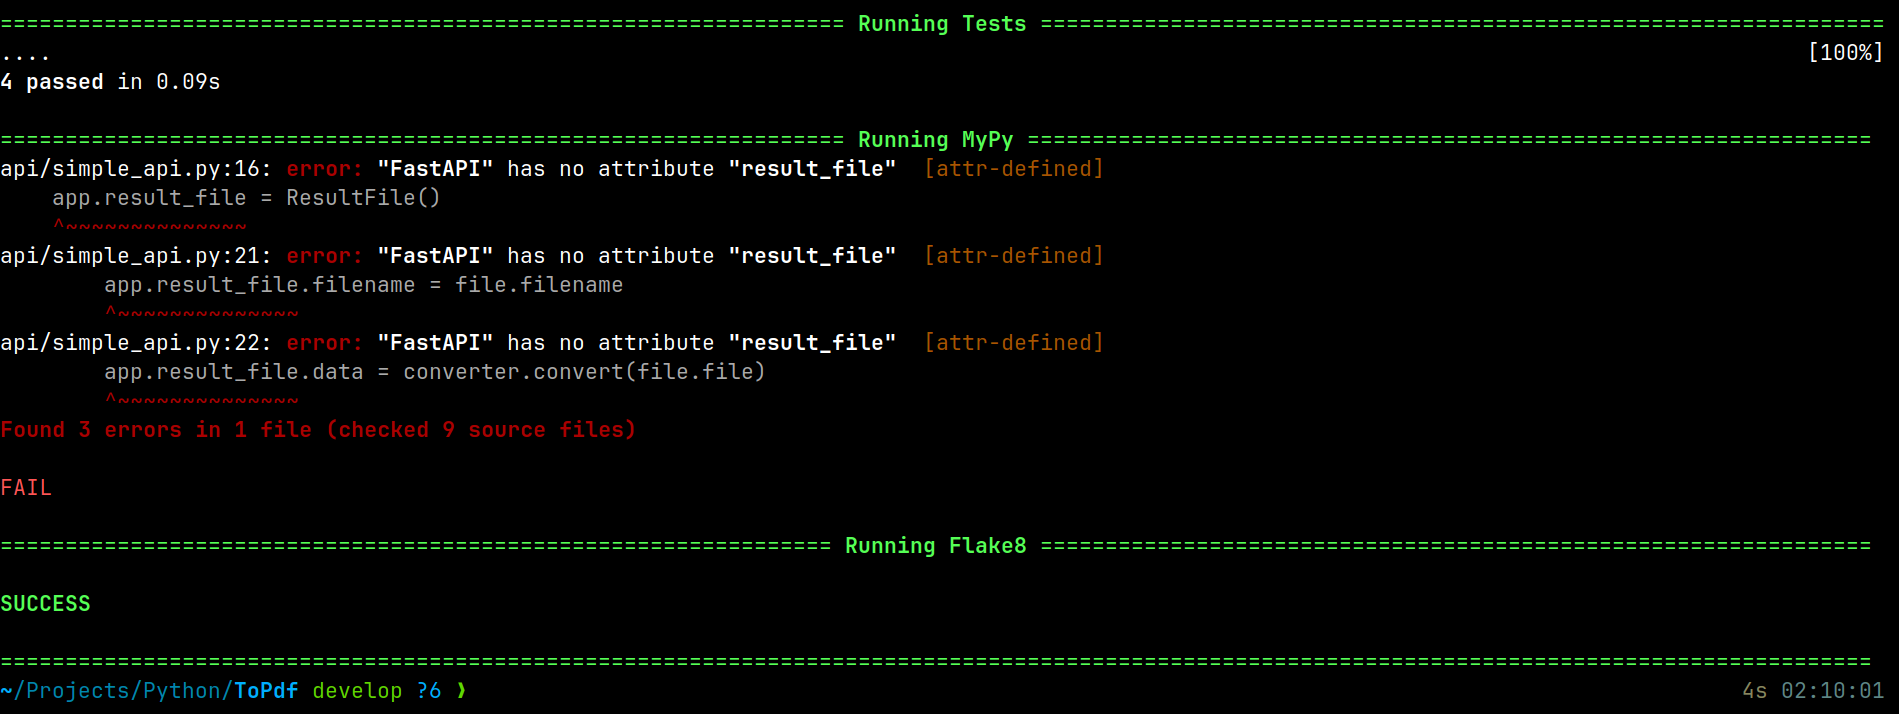 ================================================================= Running Tests =================================================================
.... [100%]
4 passed in 0.09s
================================================================= Running MyPy =================================================================
api/simple_api.py:16: error: "FastAPI" has no attribute "result_file"  [attr-defined]
    app.result_file = ResultFile()
    ^~~~~~~~~~~~~~~
api/simple_api.py:21: error: "FastAPI" has no attribute "result_file"  [attr-defined]
        app.result_file.filename = file.filename
        ^~~~~~~~~~~~~~~
api/simple_api.py:22: error: "FastAPI" has no attribute "result_file"  [attr-defined]
        app.result_file.data = converter.convert(file.file)
        ^~~~~~~~~~~~~~~
Found 3 errors in 1 file (checked 9 source files)
FAIL
================================================================ Running Flake8 ================================================================
SUCCESS
================================================================================================================================================
~/Projects/Python/ToPdf develop ?6 ❱ 4s 02:10:01